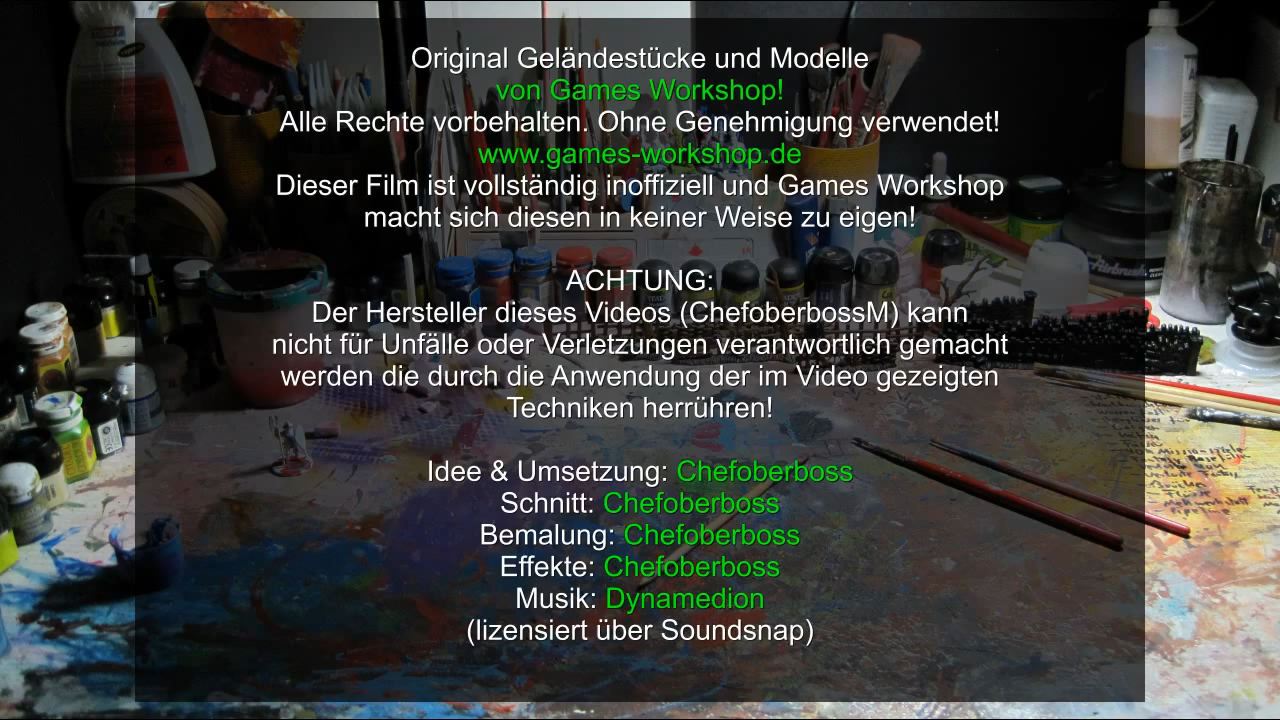 Original Geländestücke und Modelle
von Games Workshop!
Alle Rechte vorbehalten. Ohne Genehmigung verwendet!
www.games-workshop.de
Dieser Film ist vollständig inoffiziell und Games Workshop
macht sich diesen in keiner Weise zu eigen!
ACHTUNG:
Der Hersteller dieses Videos (ChefoberbossM) kann
nicht für Unfälle oder Verletzungen verantwortlich gemacht
werden die durch die Anwendung der im Video gezeigten
Techniken herrühren!
Idee & Umsetzung: Chefoberboss
Schnitt: Chefoberboss
Bemalung: Chefoberboss
Effekte: Chefoberboss
Musik: Dynamedion
(lizensiert über Soundsnap)
Airbrush